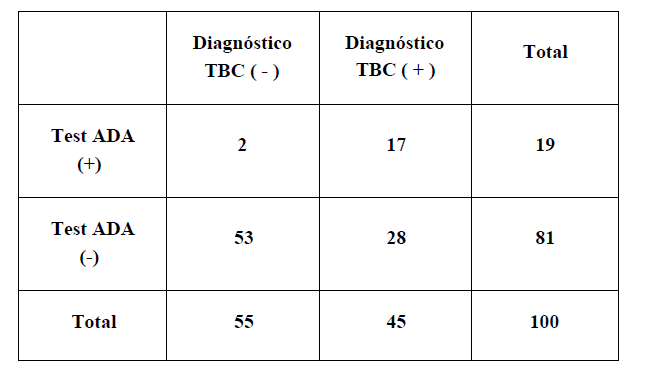 Diagnóstico
TBC ( - )
Diagnóstico
TBC ( + )
Total
Test ADA
(+)
2
17
19
Test ADA
(-)
53
28
81
Total
55
45
100